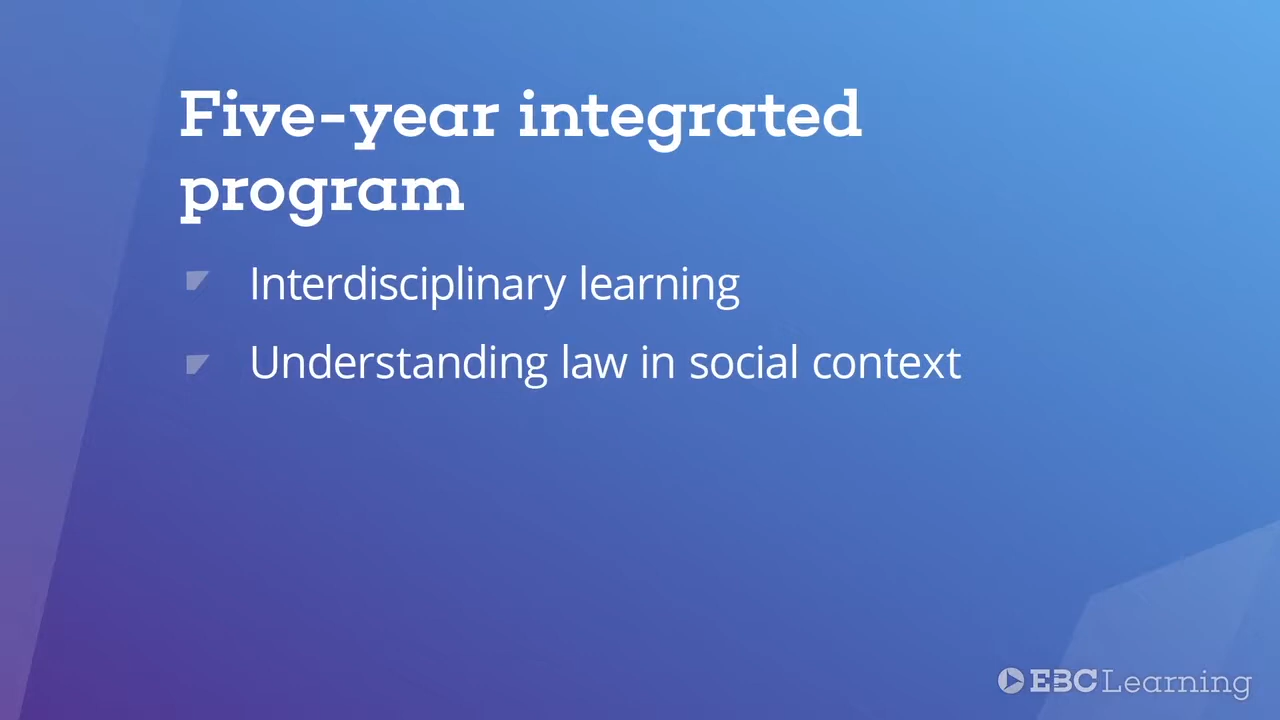 Five-year integrated
program
Interdisciplinary learning
Understanding law in social context
EBC Learning